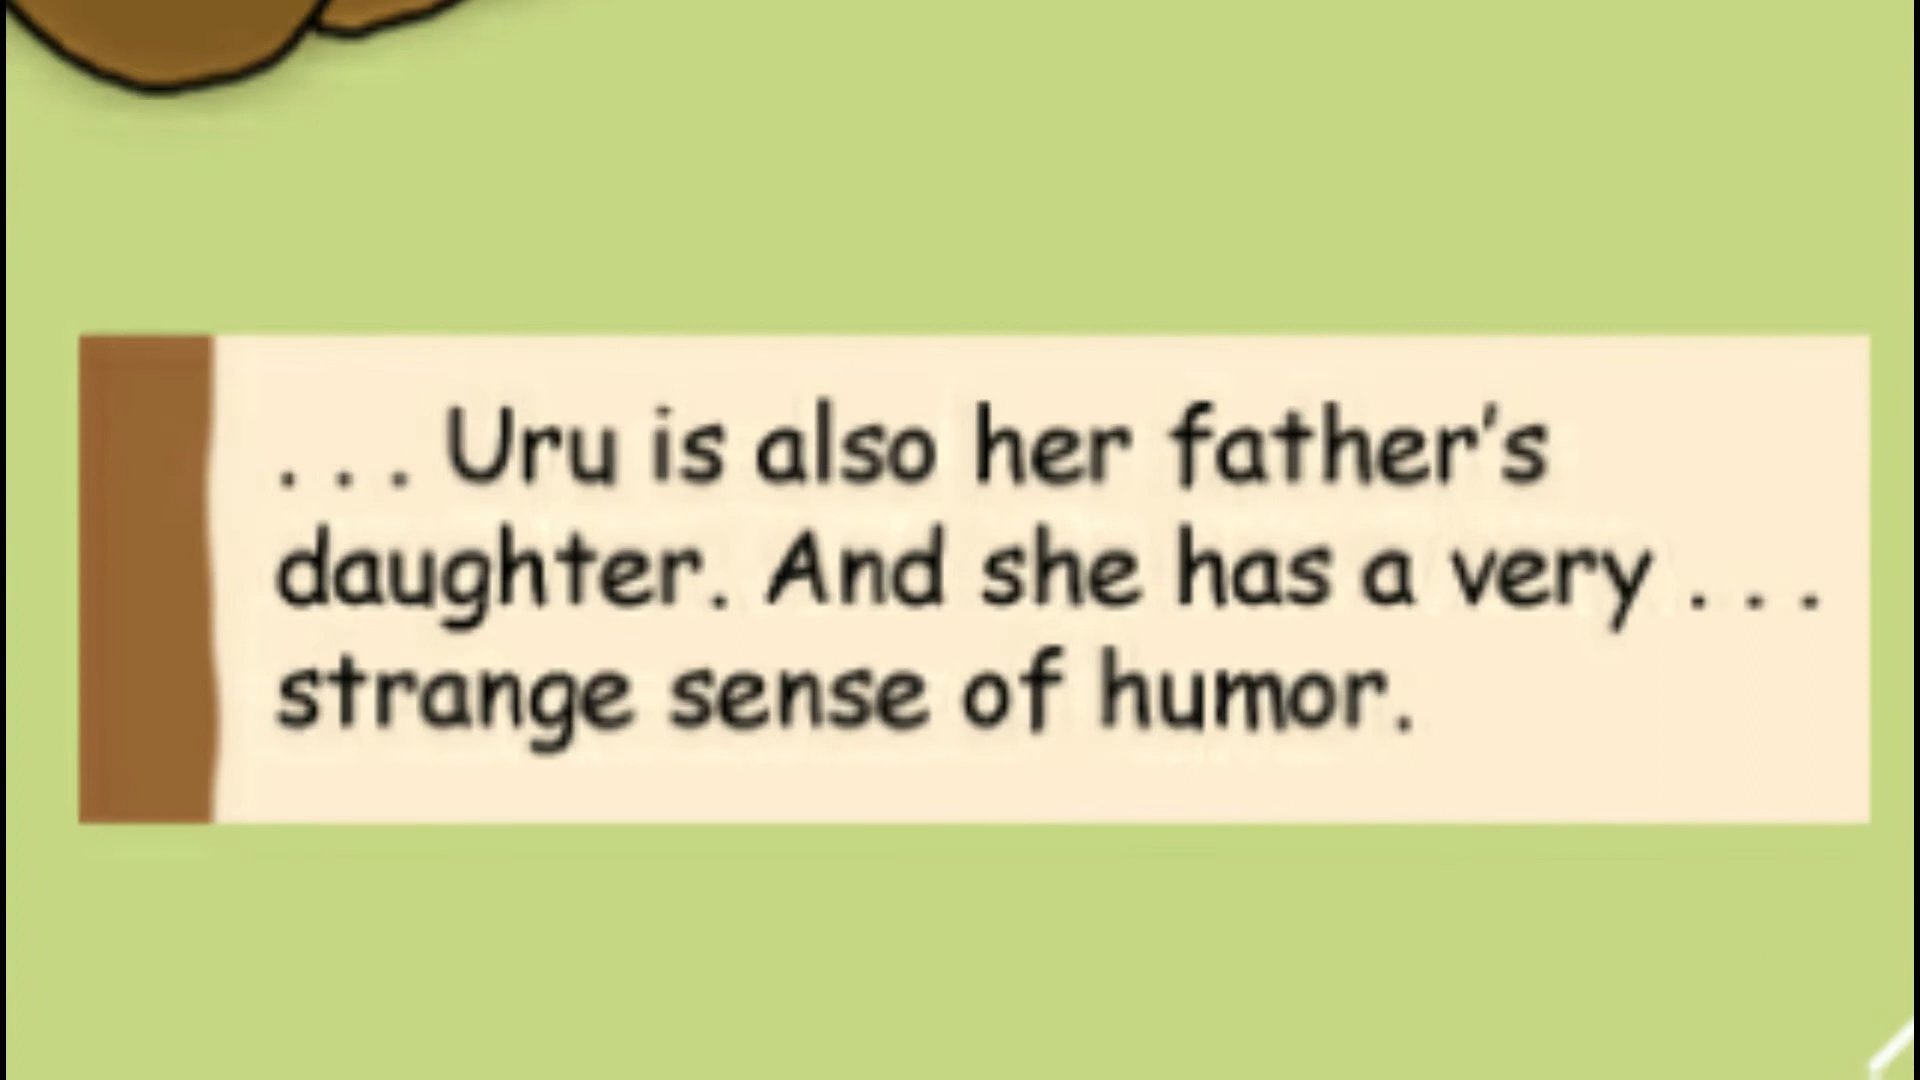 . . . Uru is also her father's
daughter. And she has a very . . .
strange sense of humor.